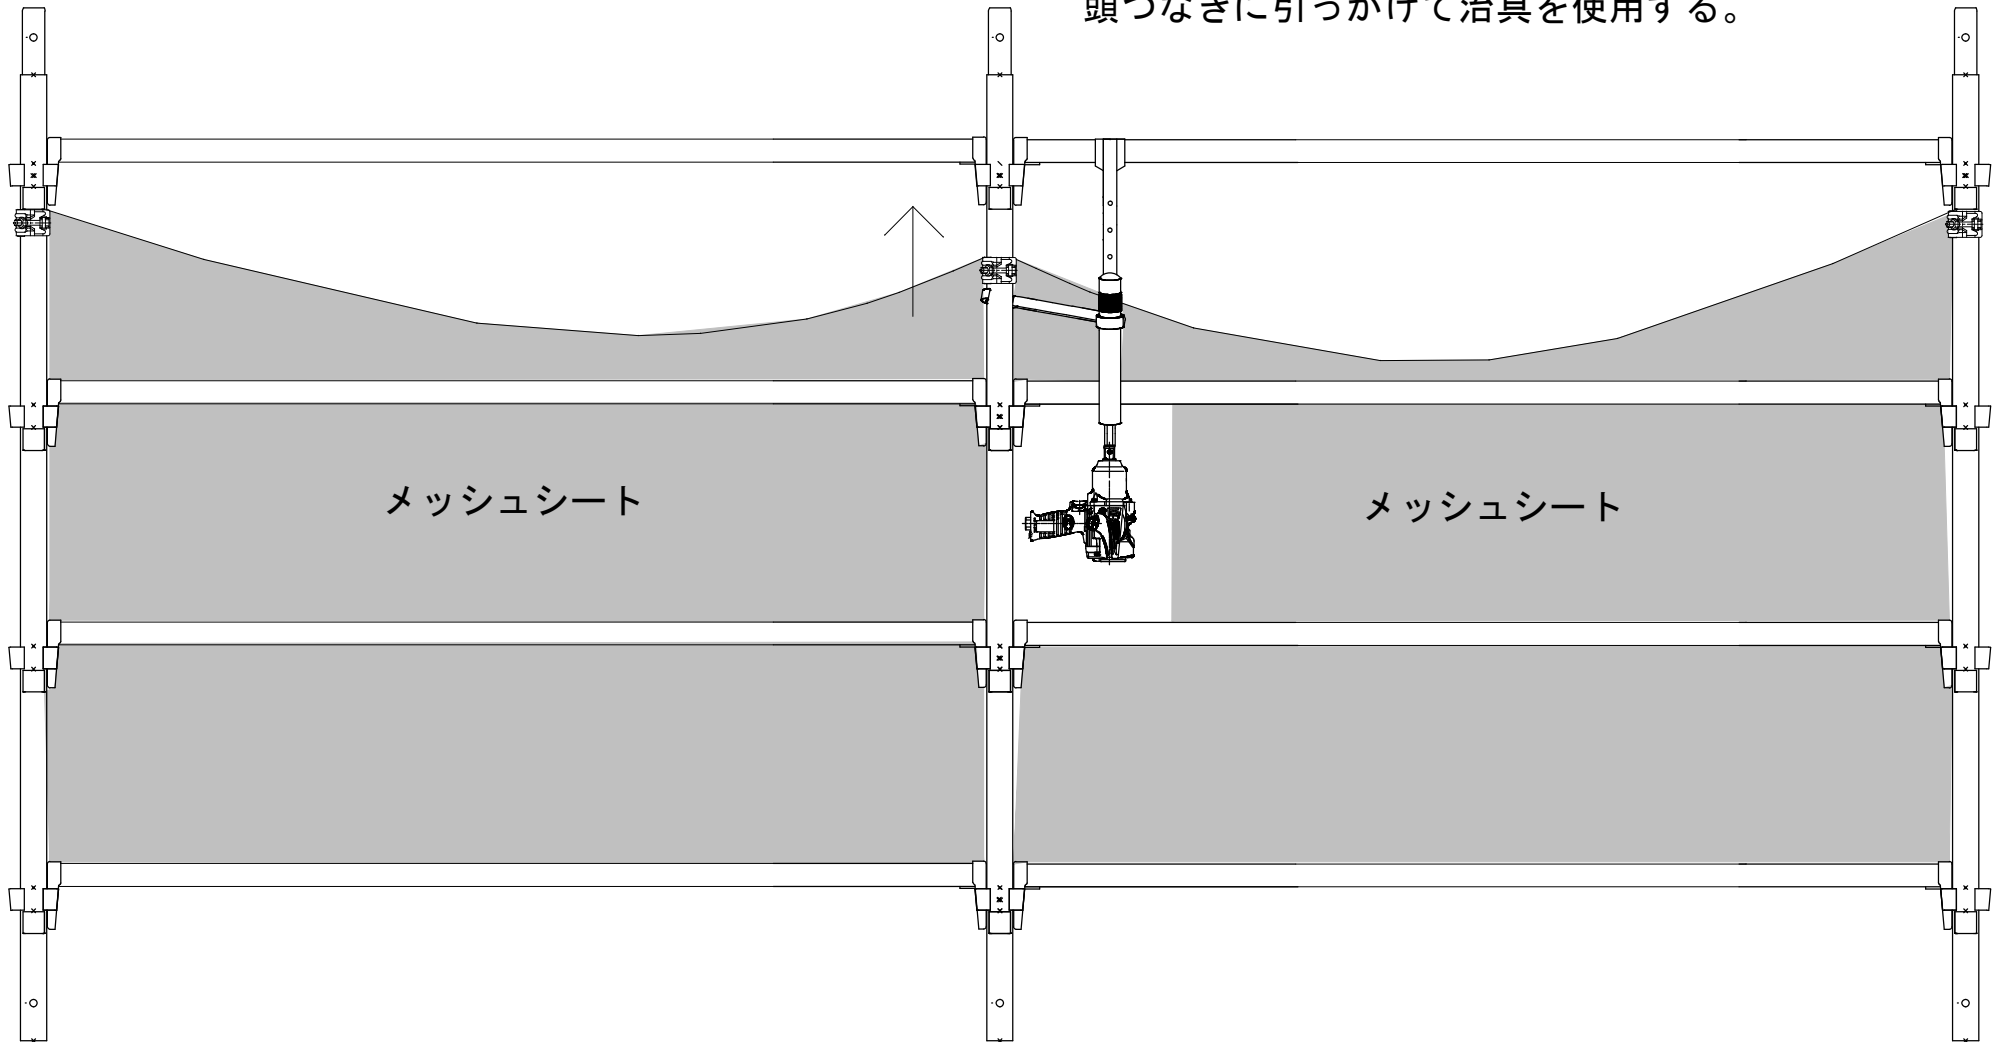 頭つなぎに引っかけて治具を使用する。
メッシュシート
メッシュシート